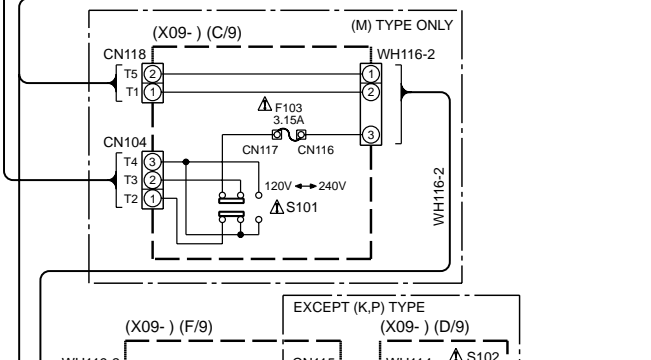 (M) TYPE ONLY
(X09- ) (C/9)
CN118
WH116-2
T5 2
1
T1 1
2
F103
3.15A
3
CN117 CN116
CN104
T4 3
T3 2
T2 1
120V 240V
S101
WH116-2
EXCEPT (K,P) TYPE
(X09- ) (F/9)
(X09- ) (D/9)
CN115
WH114
S102